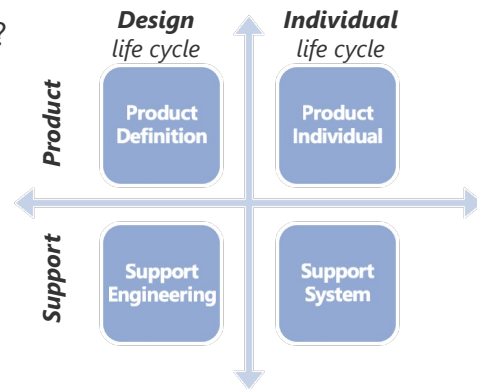 ?
Design
life cycle
Individual
life cycle
Product
Product
Definition
Product
Individual
Support
Support
Engineering
Support
System